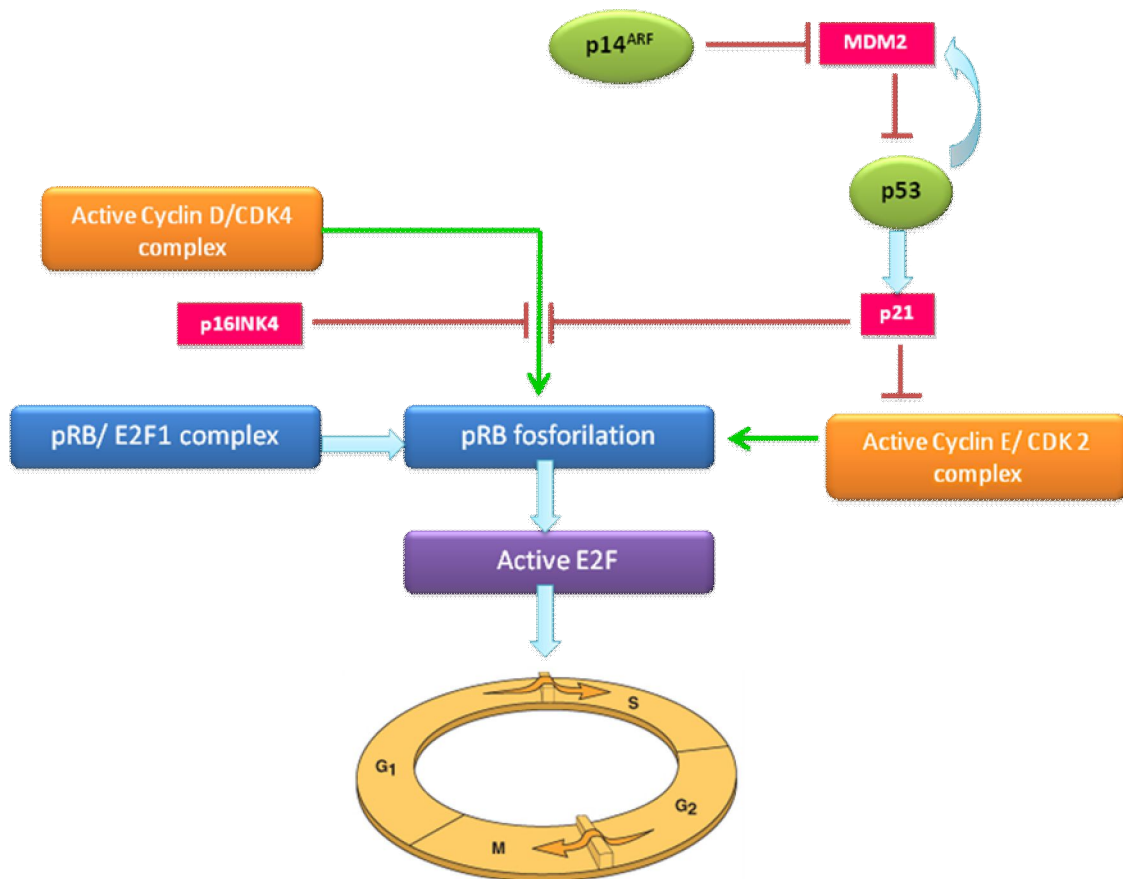 p14ARF
MDM2
p53
Active Cyclin D/CDK4
complex
p16INK4
p21
pRB/ E2F1 complex
pRB fosforilation
Active Cyclin E/ CDK 2
complex
Active E2F
S
G1
G2
M